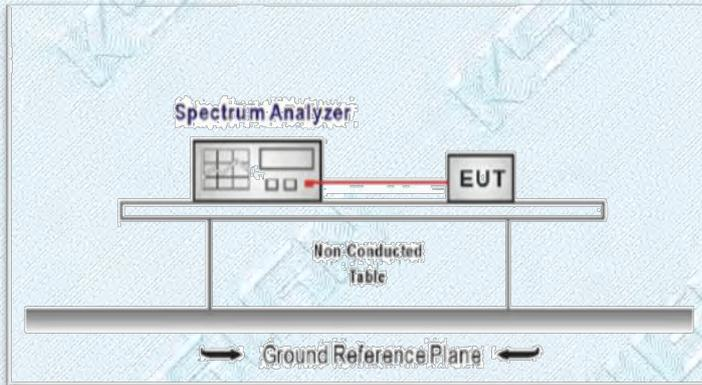 Spectrum Analyzer
EUT
Non-Conducted
Table
Ground Reference Plane